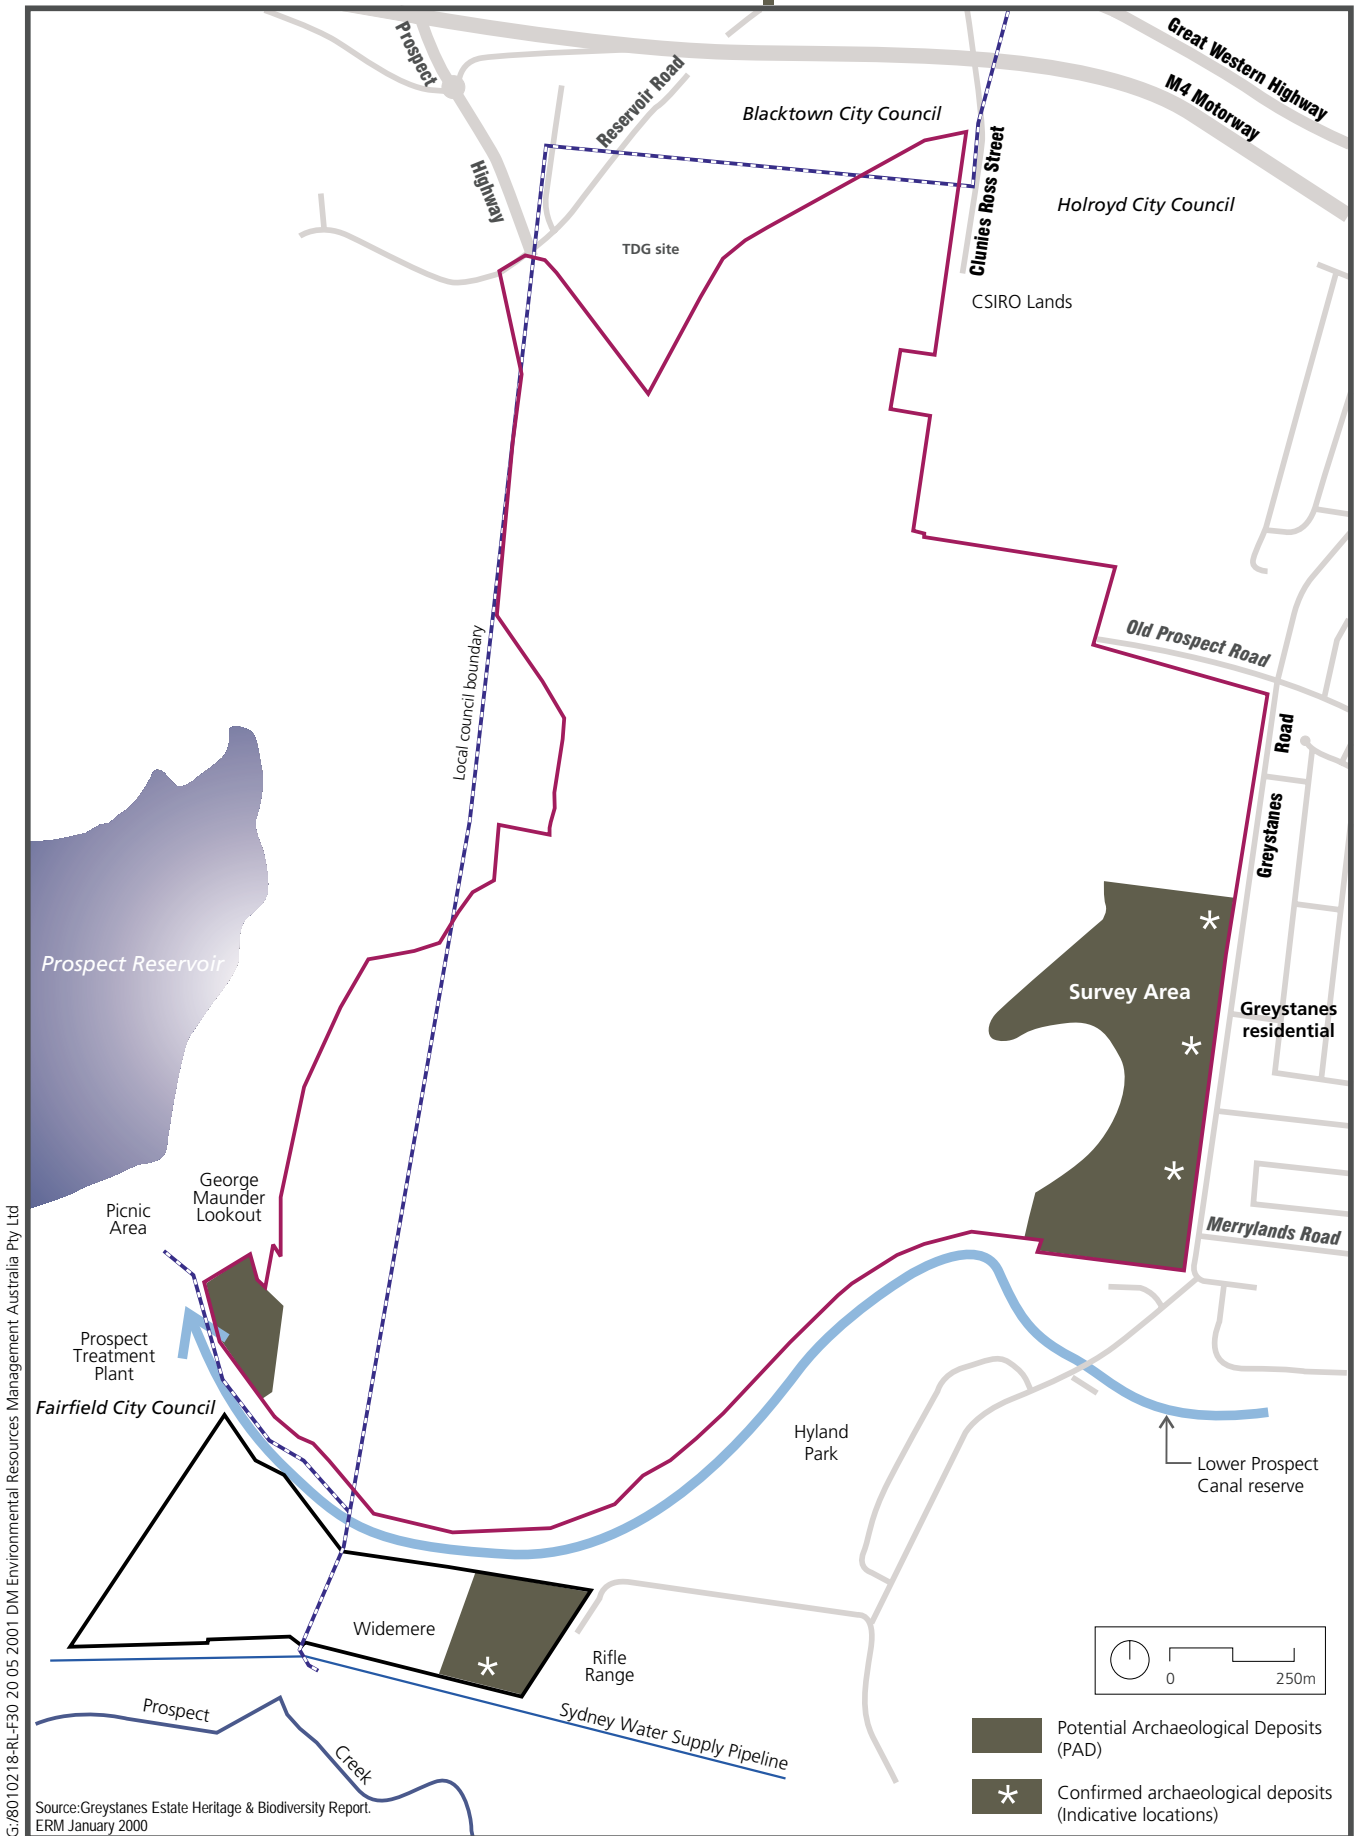 Great Western Highway
M4 Motorway
Prospect
Highway
Reservoir Road
Blacktown City Council
Clunies Ross Street
Holroyd City Council
TDG site
CSIRO Lands
Old Prospect Road
Local council boundary
Greystanes
Road
Prospect Reservoir
Survey Area
Greystanes
residential
George
Maunder
Lookout
Picnic
Area
Merrylands Road
Prospect
Treatment
Plant
Fairfield City Council
Hyland
Park
Lower Prospect
Canal reserve
Widemere
Rifle
Range
Sydney Water Supply Pipeline
Prospect
Creek
0 250m
Potential Archaeological Deposits
(PAD)
* Confirmed archaeological deposits
(Indicative locations)
Source:Greystanes Estate Heritage & Biodiversity Report.
ERM January 2000
G:/8010218-RL-F30 20 05 2001 DM Environmental Resources Management Australia Pty Ltd